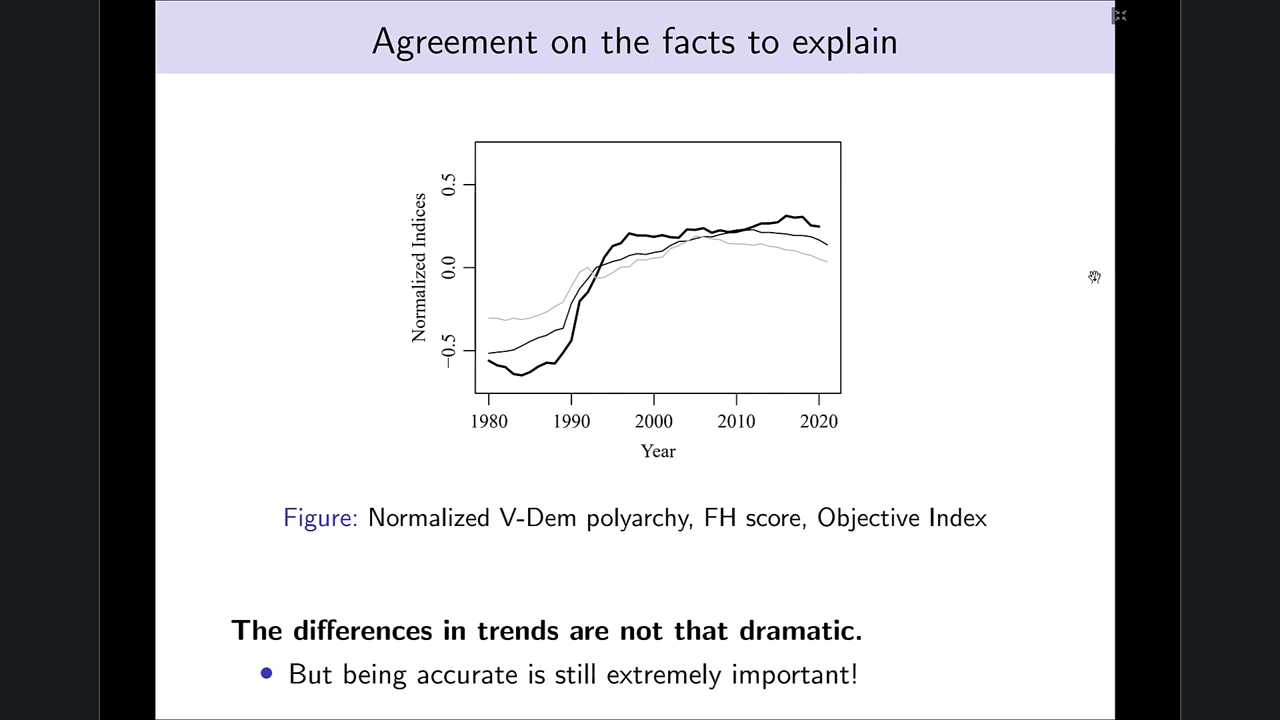 Agreement on the facts to explain
Normalized Indices
0.5
0.0
−0.5
1980 1990 2000 2010 2020
Year
Figure: Normalized V-Dem polyarchy, FH score, Objective Index
The differences in trends are not that dramatic.
But being accurate is still extremely important!